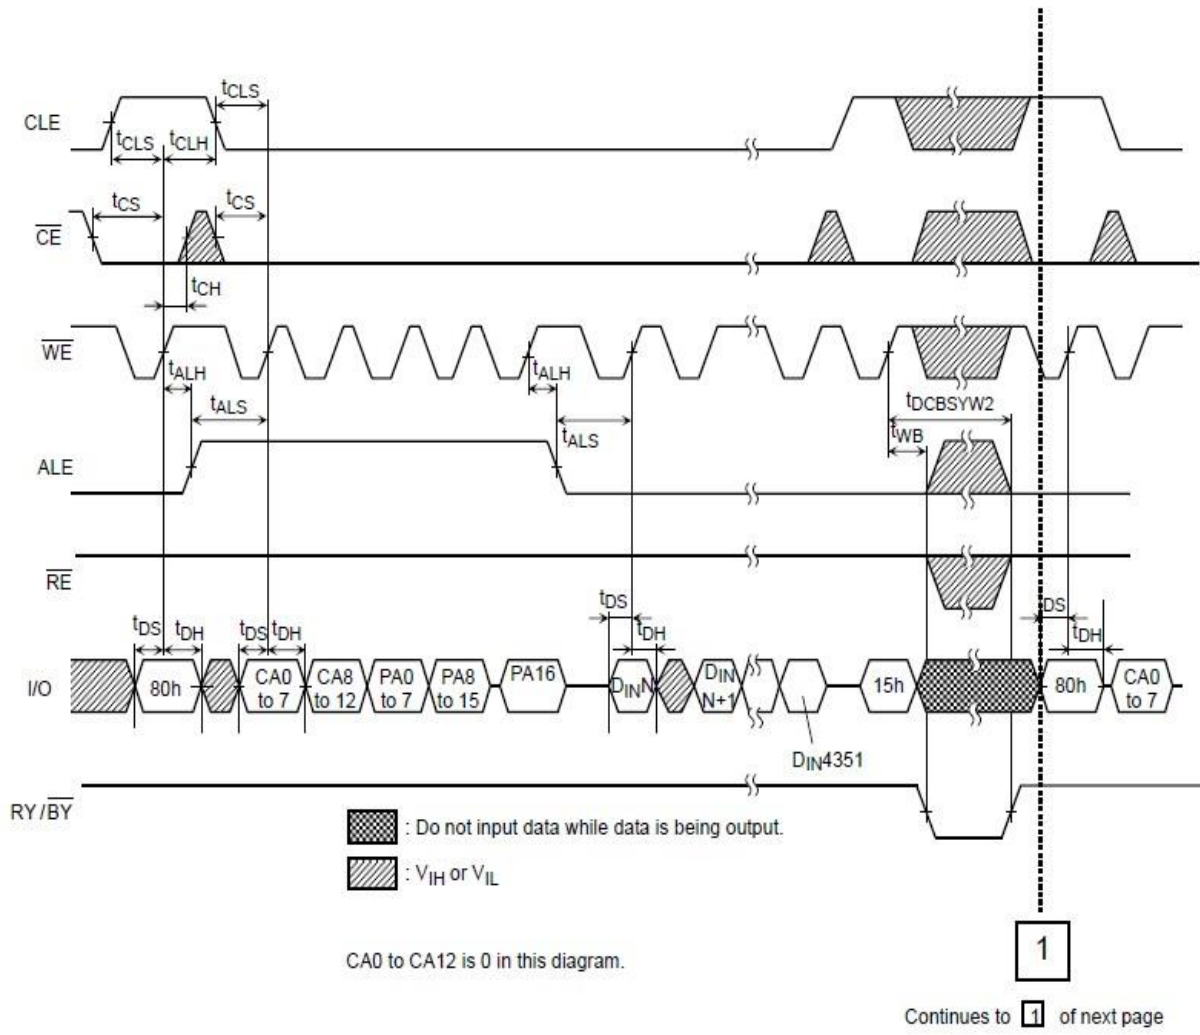 tCLS
CLE
tCLS tCLH
tCS tCS
CE
tCH
WE
tALH tALH
tALS tDCBSYW2
tALS tWB
ALE
RE
tDS tDH tDS tDH tDS tDH DS tDH
I/O 80h CA0 to 7 CA8 to 12 PA0 to 7 PA8 to 15 PA16 DINN DIN N+1 15h 80h CA0 to 7
DIN4351
RY/BY
: Do not input data while data is being output.
: VIH or VIL
1
CA0 to CA12 is 0 in this diagram.
Continues to 1 of next page